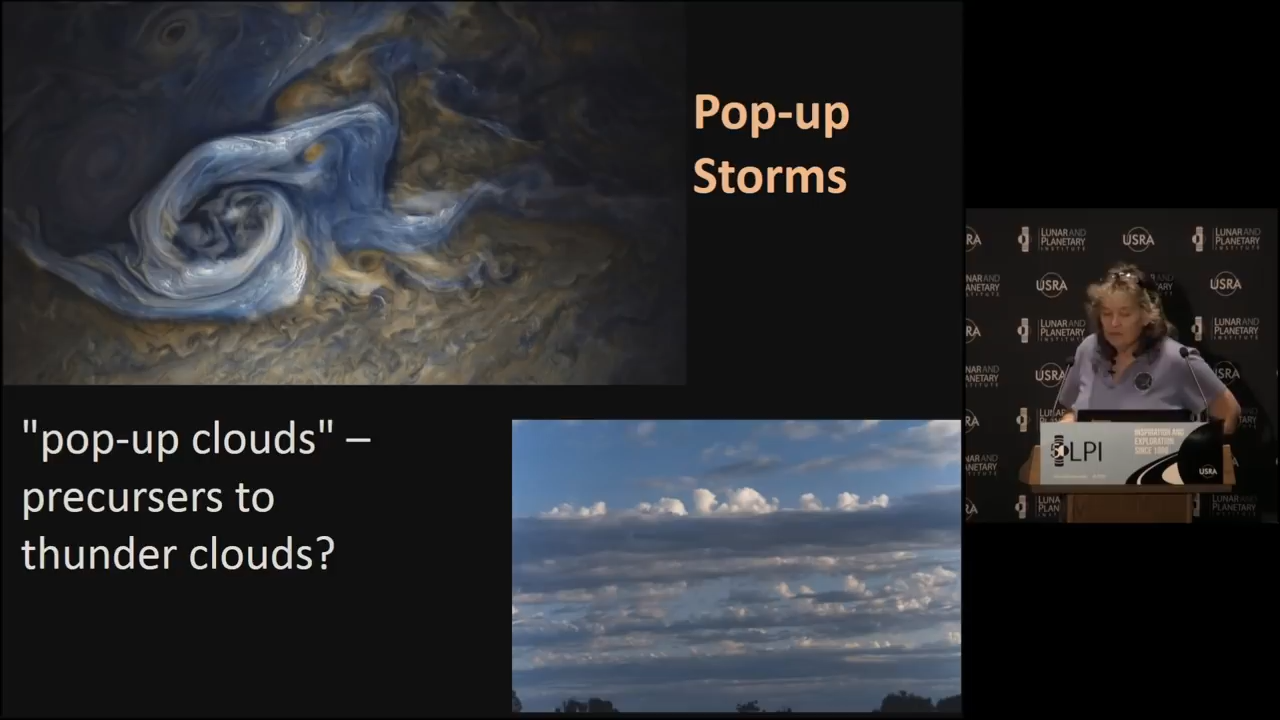 Pop-up
Storms
"pop-up clouds" –
precursers to
thunder clouds?
LUNAR AND
PLANETARY
INSTITUTE
USRA
LPI
INSPIRATION AND
EXPLORATION
SINCE 1968
USRA